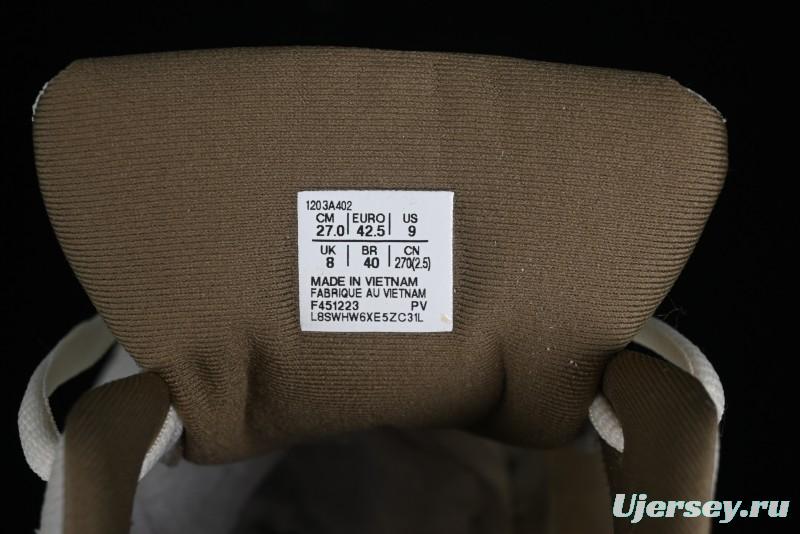 1203A402
CM | EURO | US
27.0 | 42.5 | 9
UK | BR | CN
8 | 40 | 270(2.5)
MADE IN VIETNAM
FABRIQUE AU VIETNAM
F451223 PV
L8SWHW6XE5ZC31L
Ujersey.ru